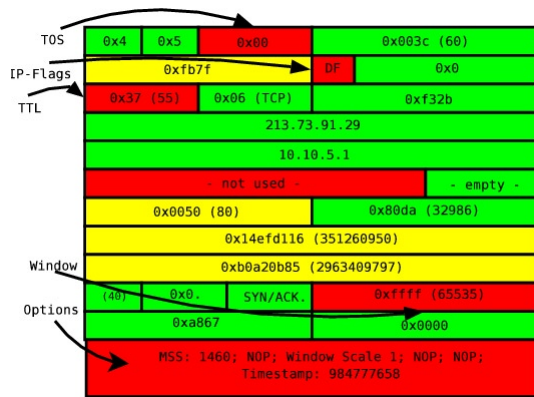 TOS
0x4 0x5 0x00 0x003c (60)
IP-Flags
0xfb7f DF 0x0
TTL
0x37 (55) 0x06 (TCP) 0xf32b
213.73.91.29
10.10.5.1
- not used - - empty -
0x0050 (80) 0x80da (32986)
0x14efd116 (351260950)
Window
0xb0a20b85 (2963409797)
(40) 0x0. SYN/ACK. 0xffff (65535)
Options
0xa867 0x0000
MSS: 1460; NOP; Window Scale 1; NOP; NOP;
Timestamp: 984777658